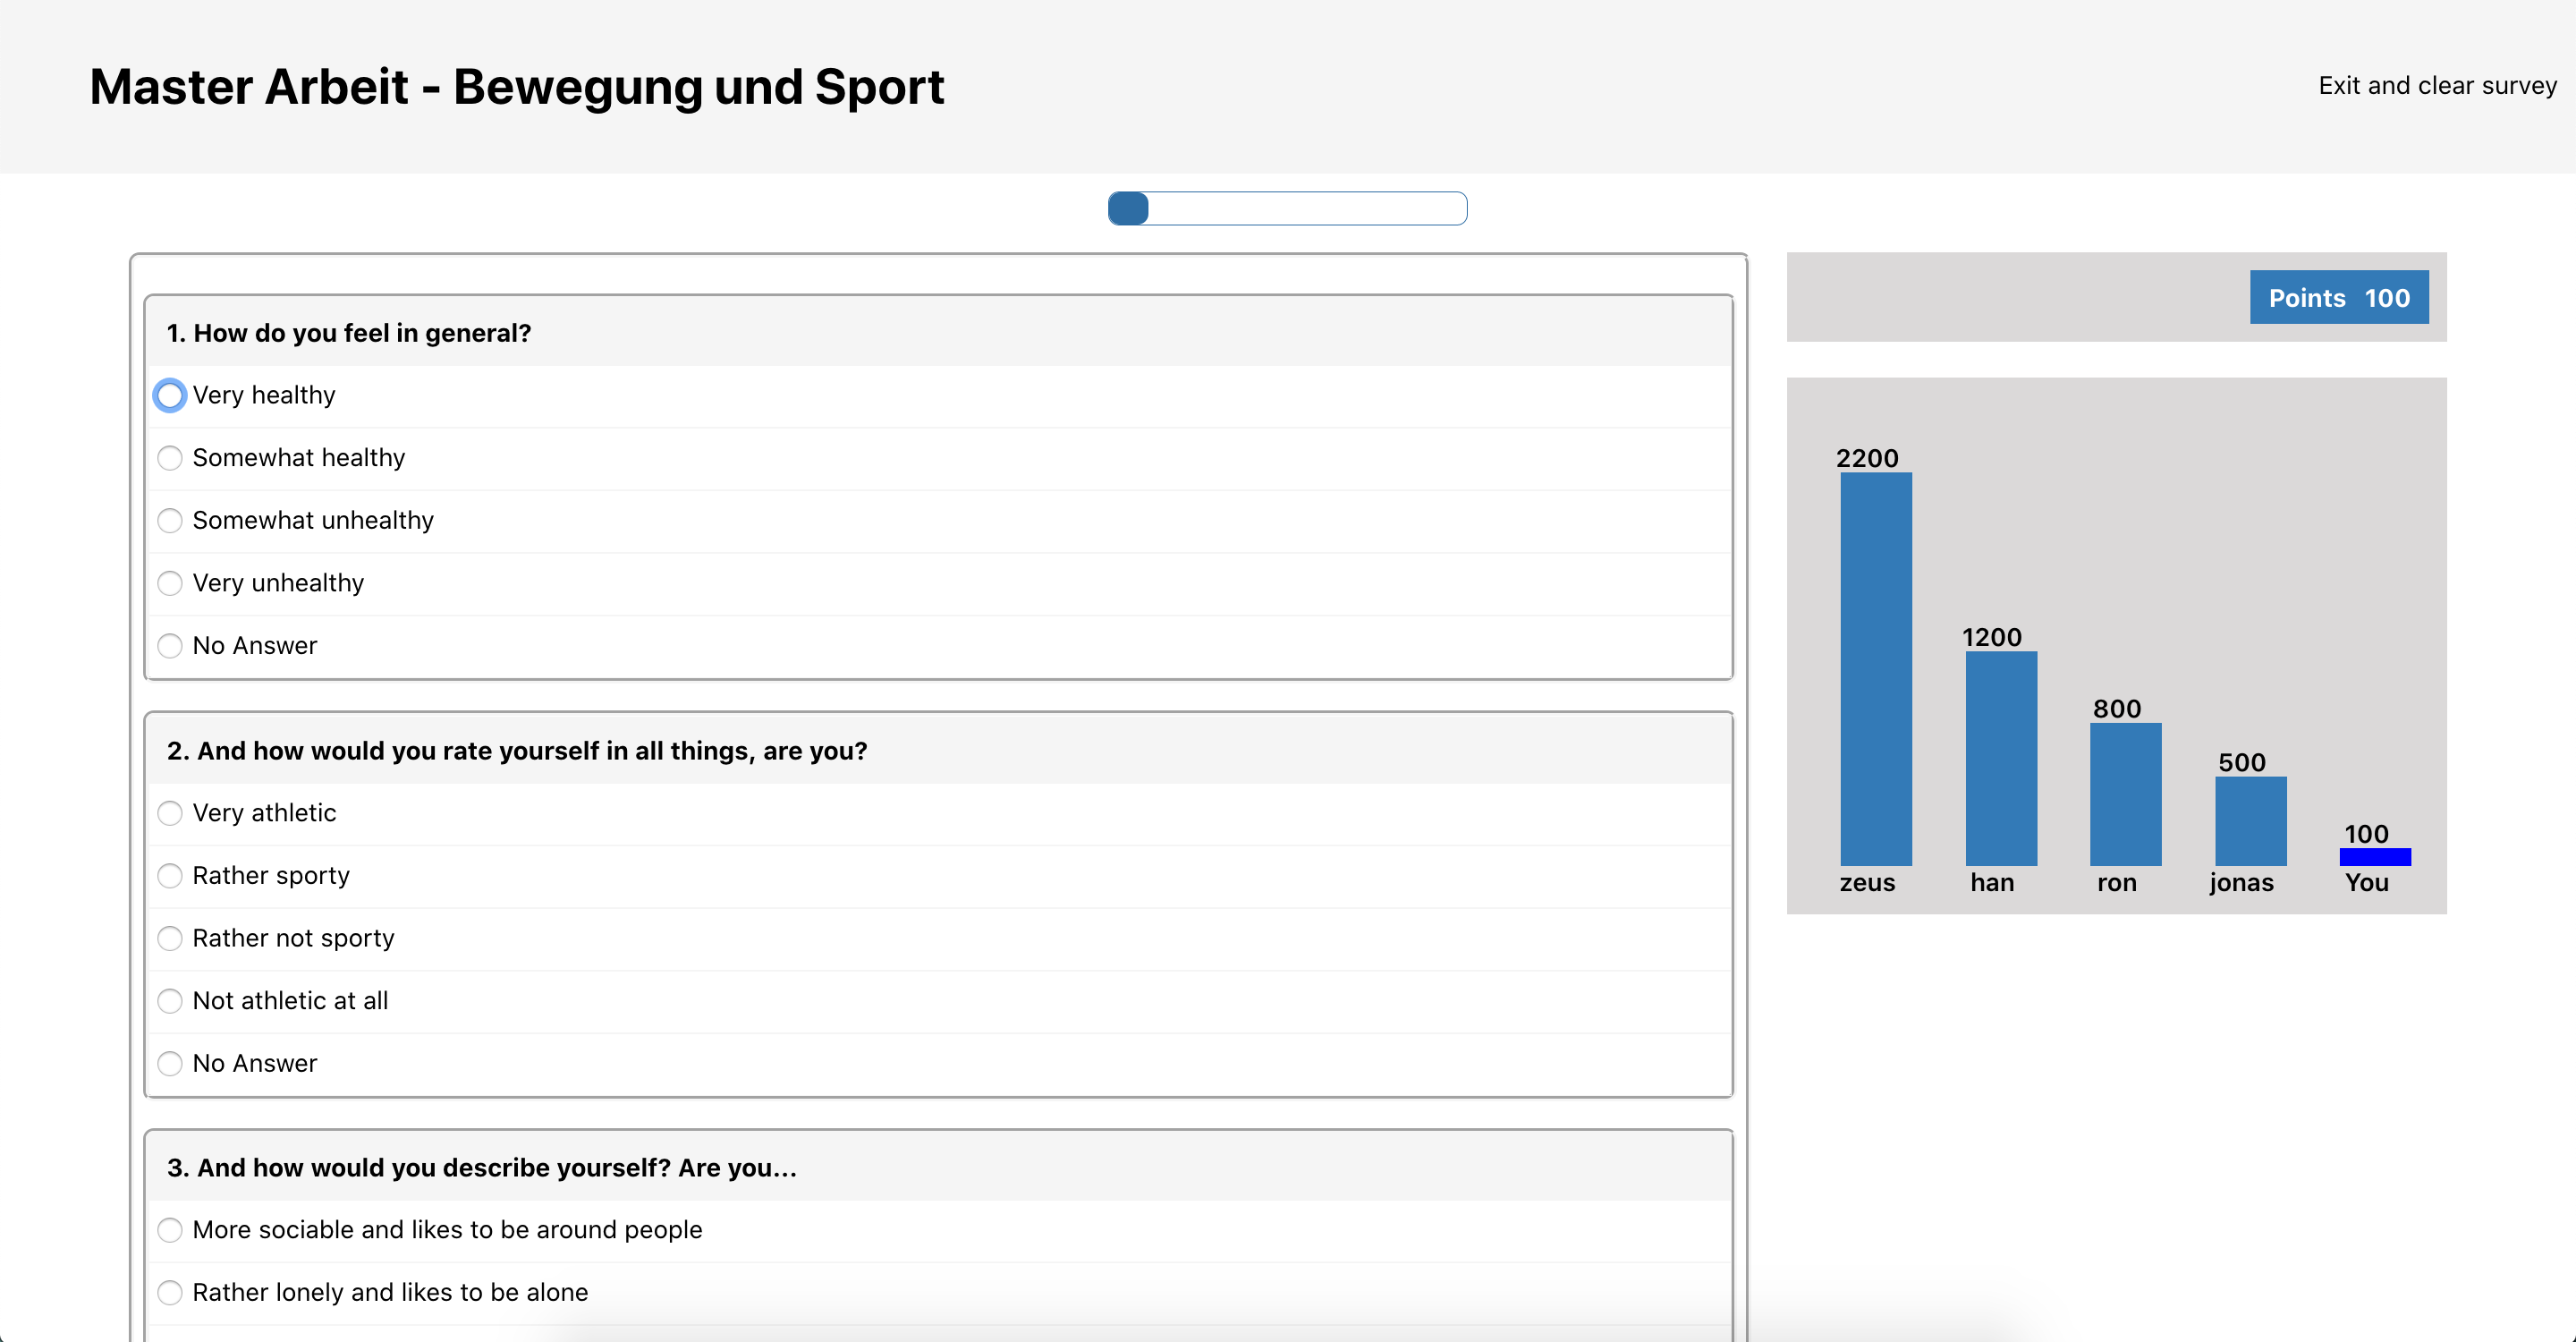 Master Arbeit - Bewegung und Sport
Exit and clear survey
1. How do you feel in general?
Very healthy
Somewhat healthy
Somewhat unhealthy
Very unhealthy
No Answer
2. And how would you rate yourself in all things, are you?
Very athletic
Rather sporty
Rather not sporty
Not athletic at all
No Answer
3. And how would you describe yourself? Are you...
More sociable and likes to be around people
Rather lonely and likes to be alone
Points 100
2200
1200
800
500
100
zeus han ron jonas You